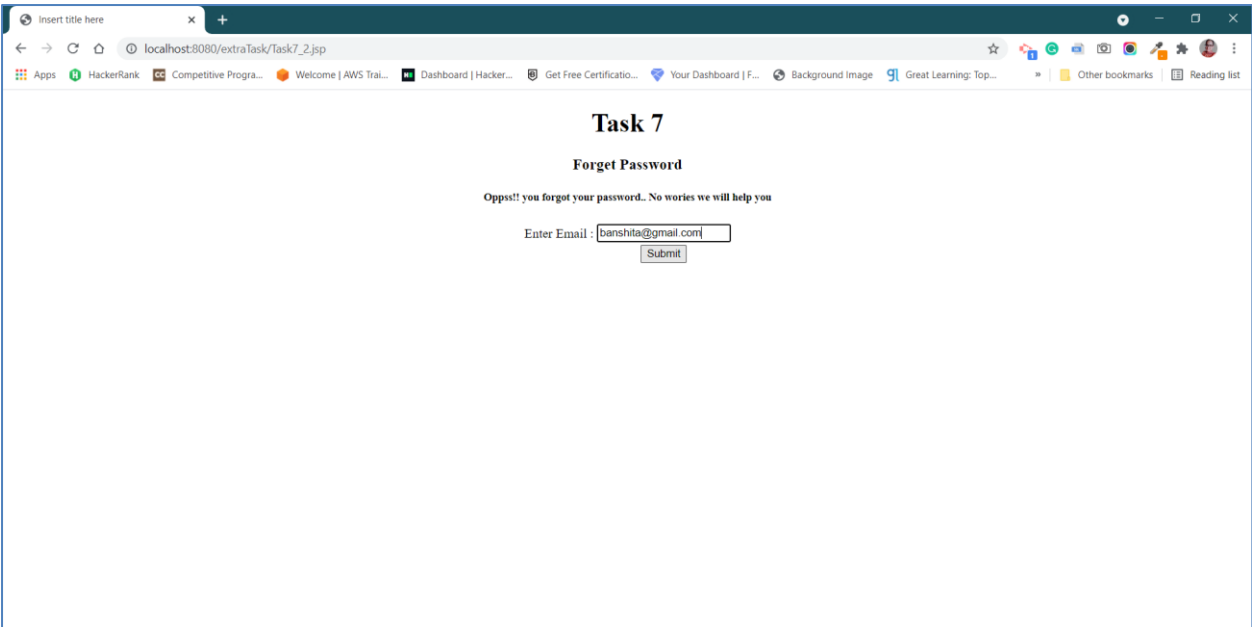 Insert title here
localhost:8080/extraTask/Task7_2.jsp
Apps HackerRank CC Competitive Progra... Welcome | AWS Trai... Dashboard | Hacker... Get Free Certificatio... Your Dashboard | F... Background Image Great Learning: Top... » Other bookmarks Reading list
Task 7
Forget Password
Oppss!! you forgot your password.. No wories we will help you
Enter Email : banshita@gmail.com
Submit